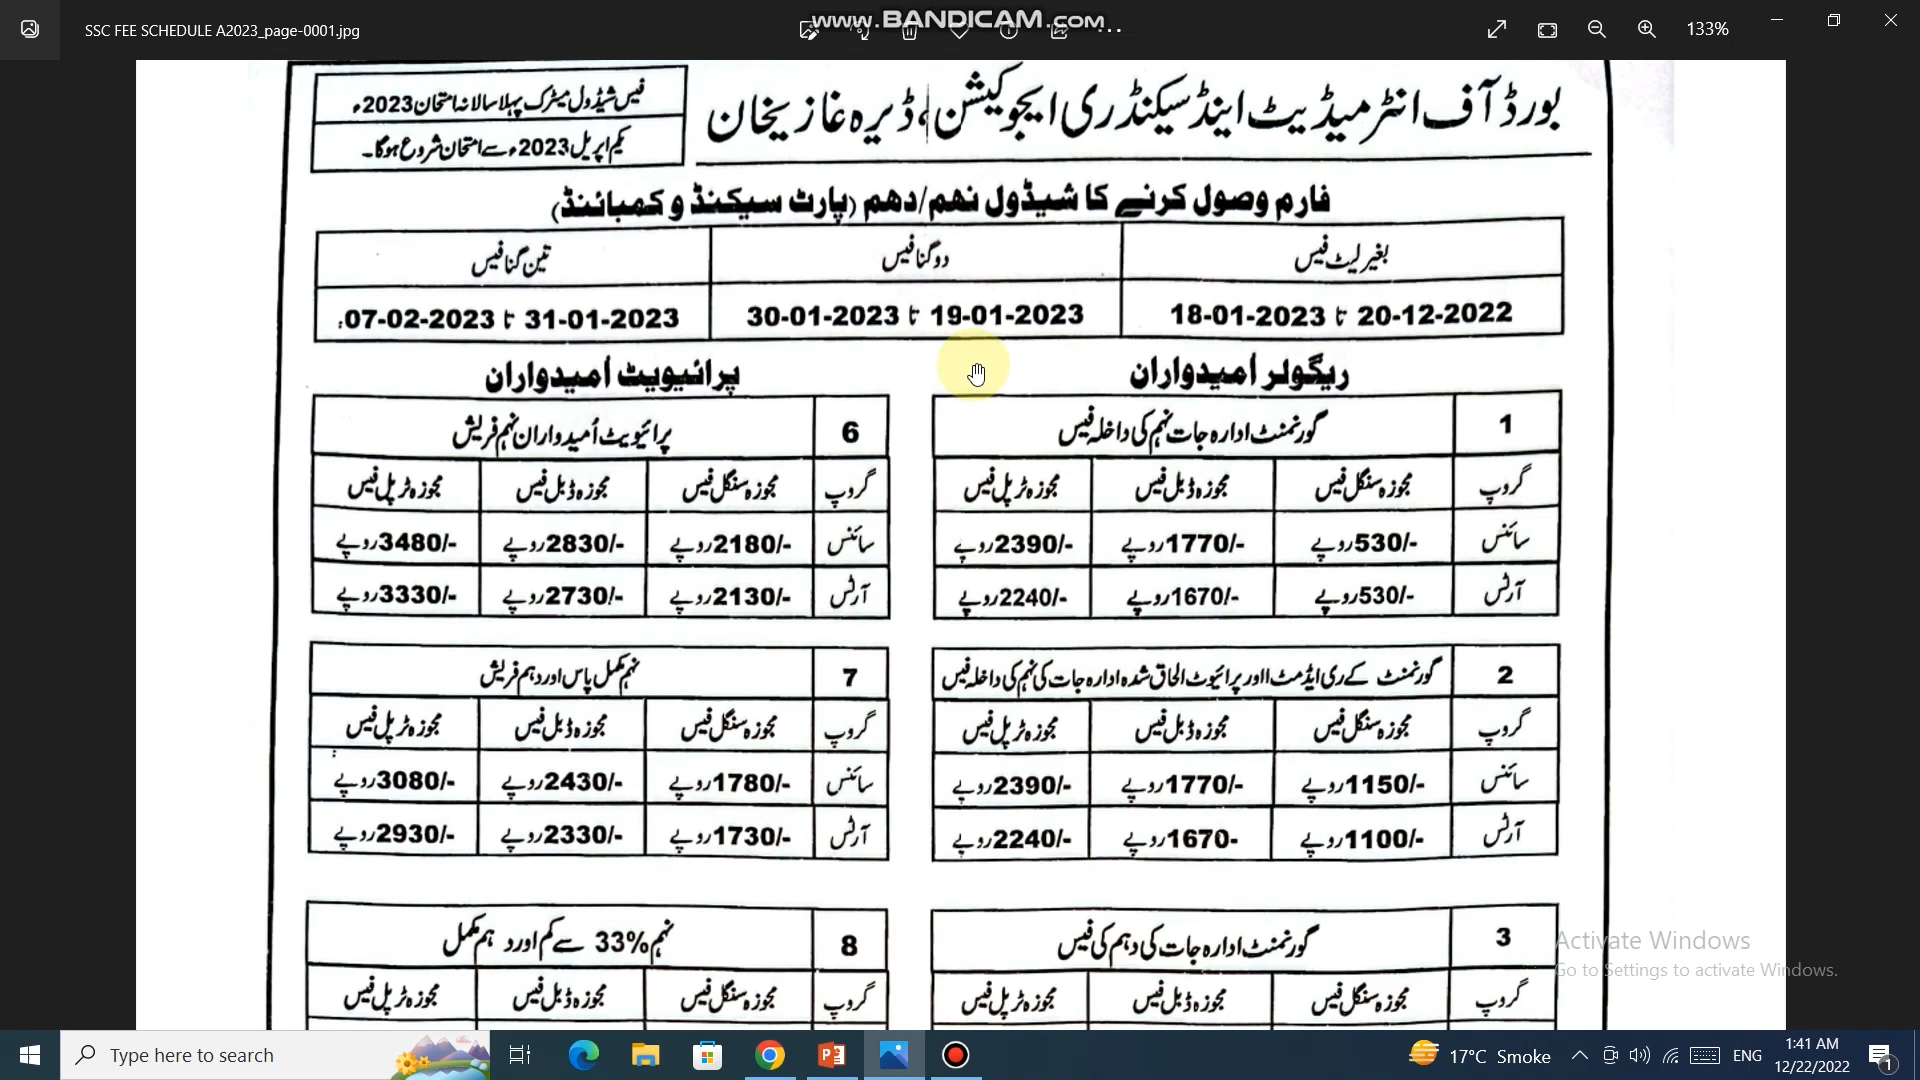 SSC FEE SCHEDULE A2023_page-0001.jpg
www.BANDICAM.com
133%
بورڈ آف انٹرمیڈیٹ اینڈ سیکنڈری ایجوکیشن، ڈیرہ غازیخان
فیس شیڈول میٹرک پہلا سالانہ امتحان 2023ء
یکم اپریل 2023ء سے امتحان شروع ہوگا۔
فارم وصول کرنے کا شیڈول نھم/دھم (پارٹ سیکنڈ و کمبائنڈ)
بغیر لیٹ فیس دوگنا فیس تین گنا فیس
20-12-2022 تا 18-01-2023 19-01-2023 تا 30-01-2023 31-01-2023 تا 07-02-2023
ریگولر اُمیدواران
1 گورنمنٹ ادارہ جات نہم کی داخلہ فیس
گروپ مجوزہ سنگل فیس مجوزہ ڈبل فیس مجوزہ ٹرپل فیس
سائنس 530/-روپے 1770/-روپے 2390/-روپے
آرٹس 530/-روپے 1670/-روپے 2240/-روپے
2 گورنمنٹ کے ری ایڈمٹ ااور پرائیوٹ الحاق شدہ ادارہ جات کی نہم کی داخلہ فیس
گروپ مجوزہ سنگل فیس مجوزہ ڈبل فیس مجوزہ ٹرپل فیس
سائنس 1150/-روپے 1770/-روپے 2390/-روپے
آرٹس 1100/-روپے 1670-روپے 2240/-روپے
3 گورنمنٹ ادارہ جات کی دہم کی فیس
گروپ مجوزہ سنگل فیس مجوزہ ڈبل فیس مجوزہ ٹرپل فیس
پرائیویٹ اُمیدواران
6 پرائیویٹ اُمیدواران نہم فریش
گروپ مجوزہ سنگل فیس مجوزہ ڈبل فیس مجوزہ ٹرپل فیس
سائنس 2180/-روپے 2830/-روپے 3480/-روپے
آرٹس 2130/-روپے 2730/-روپے 3330/-روپے
7 نہم مکمل پاس اور دہم فریش
گروپ مجوزہ سنگل فیس مجوزہ ڈبل فیس مجوزہ ٹرپل فیس
سائنس 1780/-روپے 2430/-روپے 3080/-روپے
آرٹس 1730/-روپے 2330/-روپے 2930/-روپے
8 نہم 33% سے کم اور دہم مکمل
گروپ مجوزہ سنگل فیس مجوزہ ڈبل فیس مجوزہ ٹرپل فیس
Activate Windows
Go to Settings to activate Windows.
Type here to search
17°C Smoke
ENG
1:41 AM
12/22/2022
1